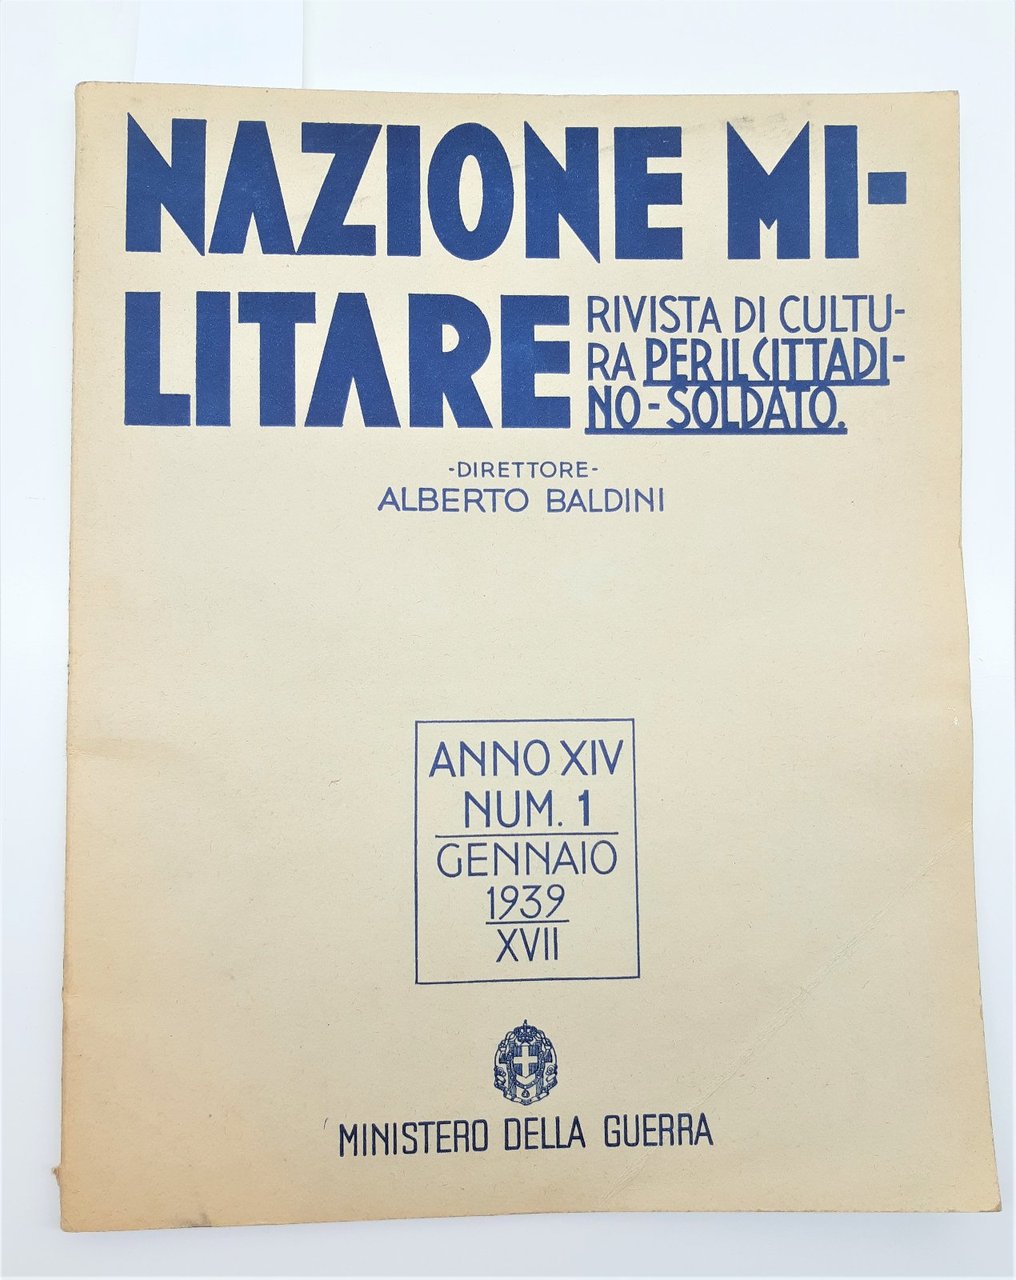 NAZIONE MI-
LITARE
RIVISTA DI CULTU-
RA PER IL CITTADI-
NO-SOLDATO.
-DIRETTORE-
ALBERTO BALDINI
ANNO XIV
NUM. 1
GENNAIO
1939
XVII
MINISTERO DELLA GUERRA